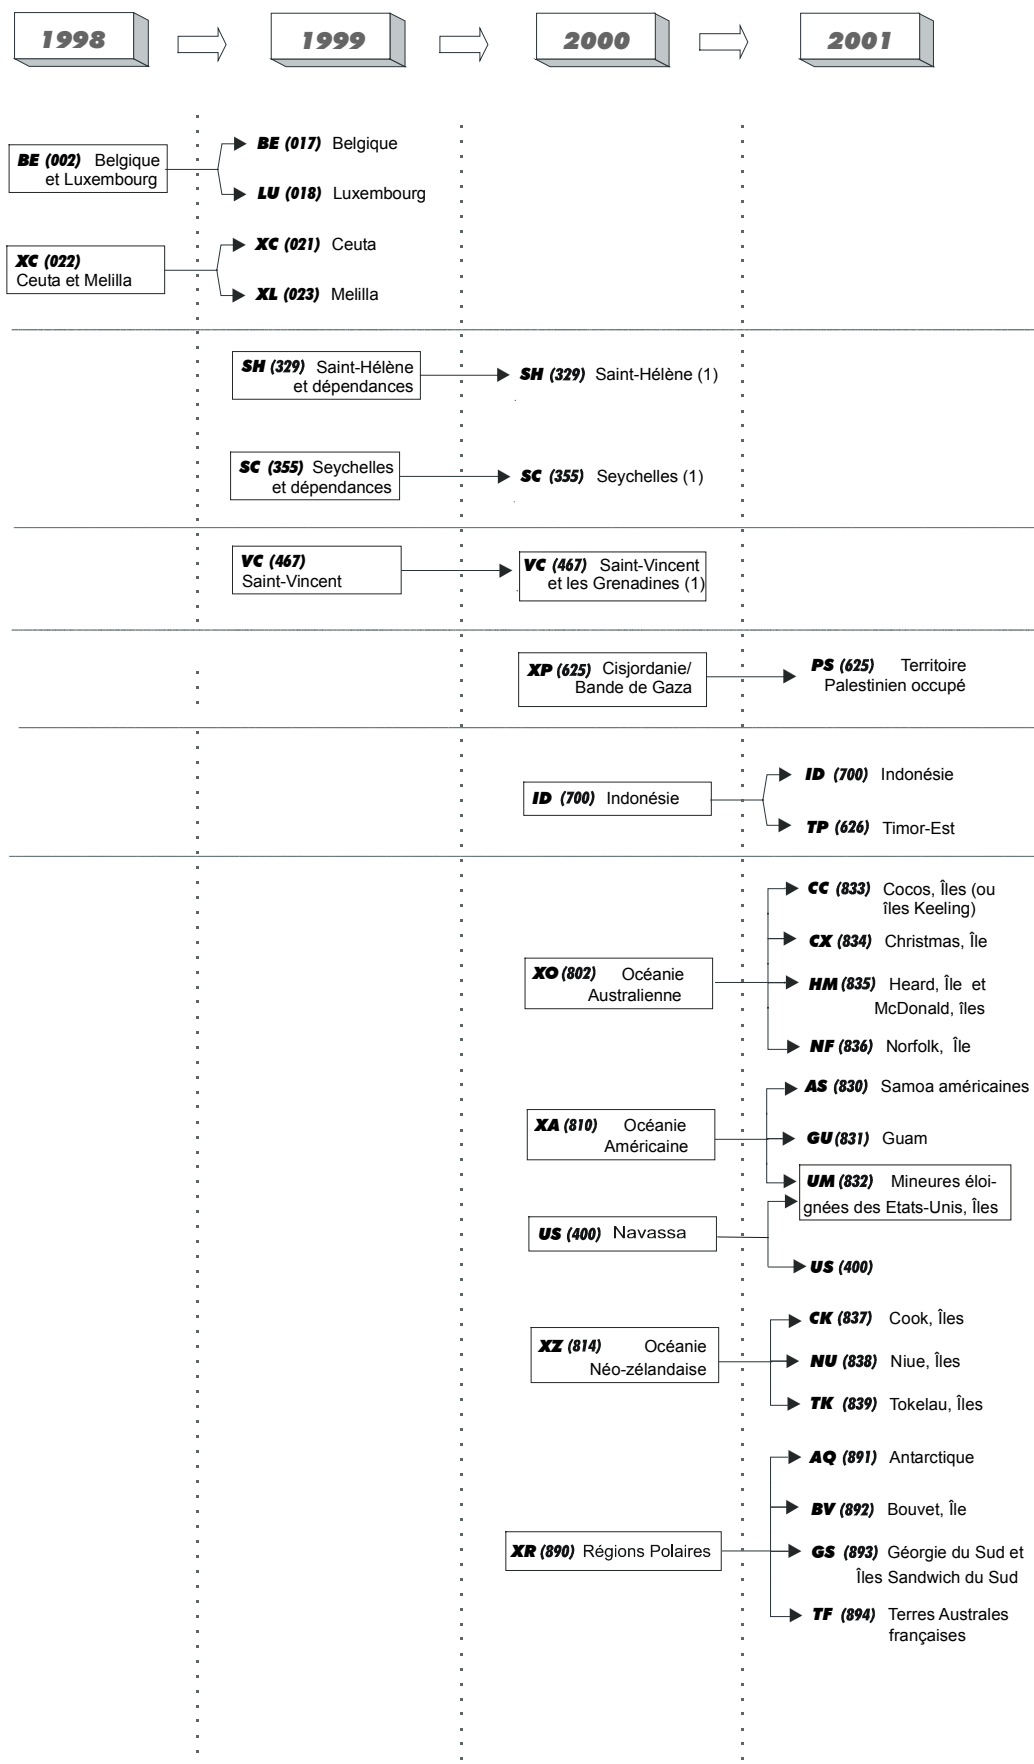 1998 1999 2000 2001
BE (002) Belgique
et Luxembourg
BE (017) Belgique
LU (018) Luxembourg
XC (022)
Ceuta et Melilla
XC (021) Ceuta
XL (023) Melilla
SH (329) Saint-Hélène
et dépendances
SH (329) Saint-Hélène (1)
SC (355) Seychelles
et dépendances
SC (355) Seychelles (1)
VC (467)
Saint-Vincent
VC (467) Saint-Vincent
et les Grenadines (1)
XP (625) Cisjordanie/
Bande de Gaza
PS (625) Territoire
Palestinien occupé
ID (700) Indonésie
ID (700) Indonésie
TP (626) Timor-Est
XO (802) Océanie
Australienne
CC (833) Cocos, Îles (ou
îles Keeling)
CX (834) Christmas, Île
HM (835) Heard, Île et
McDonald, îles
NF (836) Norfolk, Île
XA (810) Océanie
Américaine
AS (830) Samoa américaines
GU (831) Guam
UM (832) Mineures éloi-
gnées des Etats-Unis, Îles
US (400) Navassa
US (400)
XZ (814) Océanie
Néo-zélandaise
CK (837) Cook, Îles
NU (838) Niue, Îles
TK (839) Tokelau, Îles
XR (890) Régions Polaires
AQ (891) Antarctique
BV (892) Bouvet, Île
GS (893) Géorgie du Sud et
Îles Sandwich du Sud
TF (894) Terres Australes
françaises